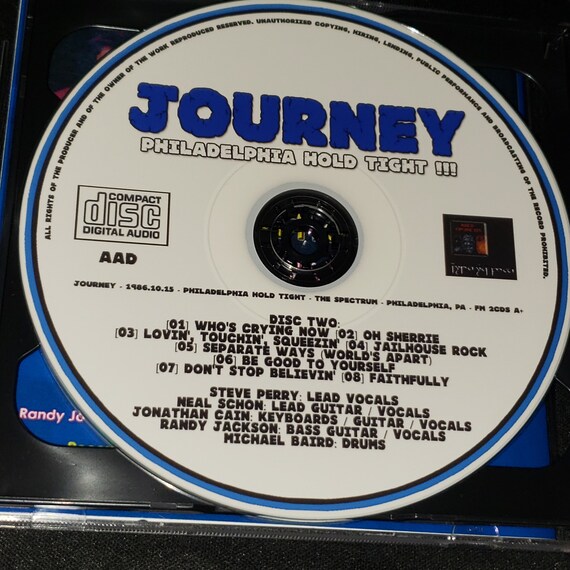 ALL RIGHTS OF THE PRODUCER AND OF THE OWNER OF THE WORK REPRODUCED RESERVED. UNAUTHORIZED COPYING, HIRING, LENDING, PUBLIC PERFORMANCE AND BROADCASTING OF THE RECORD PROHIBITED.
JOURNEY
PHILADELPHIA HOLD TIGHT !!!
COMPACT
disc
DIGITAL AUDIO
AAD
JOURNEY - 1986.10.15 - PHILADELPHIA HOLD TIGHT - THE SPECTRUM - PHILADELPHIA, PA - FM 2CDS A+
DISC TWO:
[01] WHO'S CRYING NOW [02] OH SHERRIE
[03] LOVIN', TOUCHIN', SQUEEZIN' [04] JAILHOUSE ROCK
[05] SEPARATE WAYS (WORLD'S APART)
[06] BE GOOD TO YOURSELF
[07] DON'T STOP BELIEVIN' [08] FAITHFULLY
STEVE PERRY: LEAD VOCALS
NEAL SCHON: LEAD GUITAR / VOCALS
JONATHAN CAIN: KEYBOARDS / GUITAR / VOCALS
RANDY JACKSON: BASS GUITAR / VOCALS
MICHAEL BAIRD: DRUMS
Randy Ja